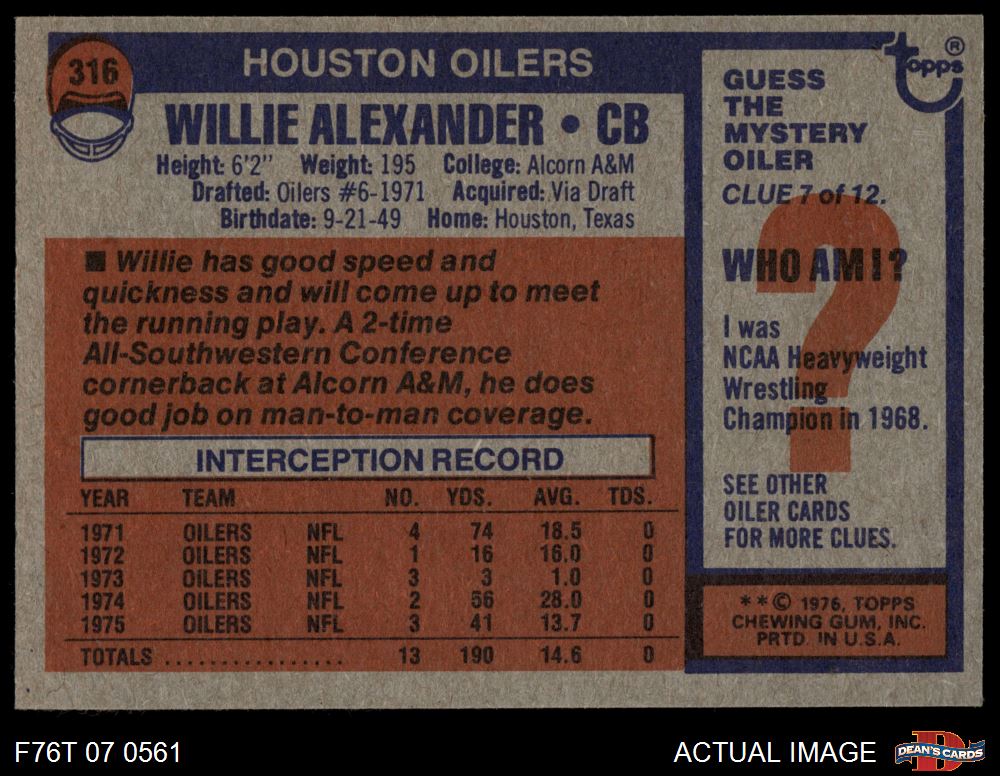 316
HOUSTON OILERS
WILLIE ALEXANDER • CB
Height: 6'2" Weight: 195 College: Alcorn A&M
Drafted: Oilers #6-1971 Acquired: Via Draft
Birthdate: 9-21-49 Home: Houston, Texas
■ Willie has good speed and
quickness and will come up to meet
the running play. A 2-time
All-Southwestern Conference
cornerback at Alcorn A&M, he does
good job on man-to-man coverage.
INTERCEPTION RECORD
YEAR TEAM NO. YDS. AVG. TDS.
1971 OILERS NFL 4 74 18.5 0
1972 OILERS NFL 1 16 16.0 0
1973 OILERS NFL 3 3 1.0 0
1974 OILERS NFL 2 56 28.0 0
1975 OILERS NFL 3 41 13.7 0
TOTALS ................ 13 190 14.6 0
topps ®
GUESS
THE
MYSTERY
OILER
CLUE 7 of 12.
?
WHO AM I?
I was
NCAA Heavyweight
Wrestling
Champion in 1968.
SEE OTHER
OILER CARDS
FOR MORE CLUES.
**© 1976, TOPPS
CHEWING GUM, INC.
PRTD. IN U.S.A.
F76T 07 0561
ACTUAL IMAGE
DEAN'S CARDS